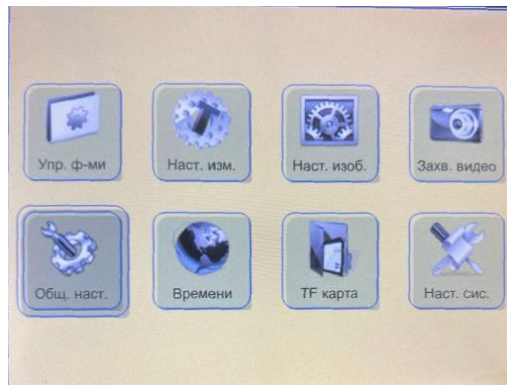 Упр. ф-ми
Наст. изм.
Наст. изоб.
Захв. видео
Общ. наст.
Времени
TF карта
Наст. сис.